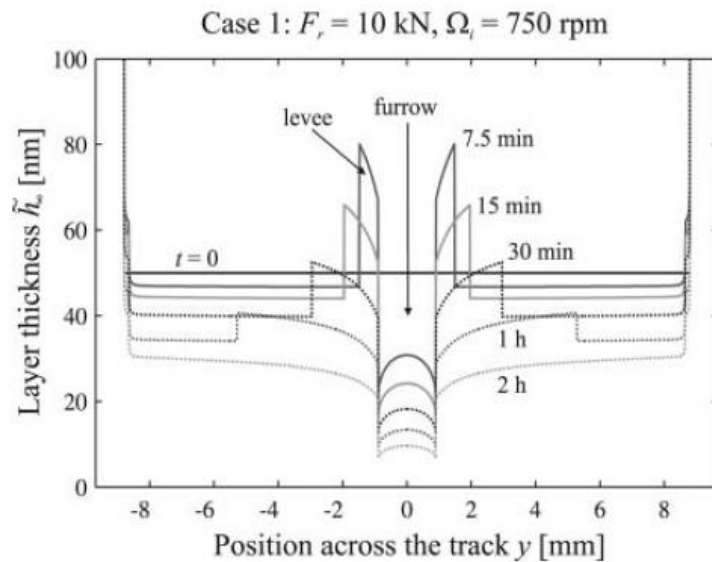 Case 1: F_r = 10 kN, Ω_i = 750 rpm
100
80
60
40
20
0
Layer thickness h̃_∞ [nm]
levee
furrow
7.5 min
15 min
t = 0
30 min
1 h
2 h
-8 -6 -4 -2 0 2 4 6 8
Position across the track y [mm]